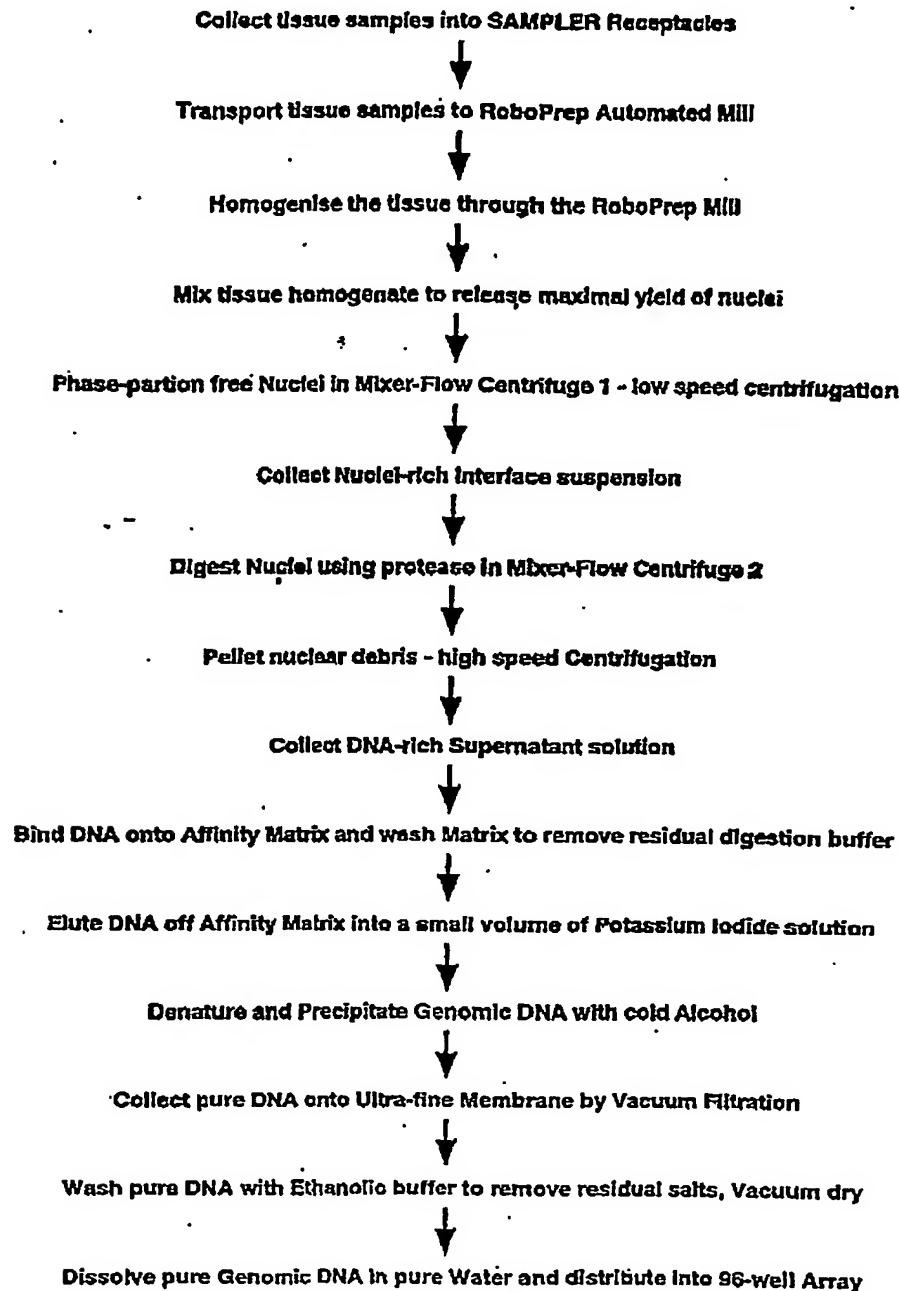 Collect tissue samples into SAMPLER Receptacles
Transport tissue samples to RoboPrep Automated Mill
Homogenise the tissue through the RoboPrep Mill
Mix tissue homogenate to release maximal yield of nuclei
Phase-partion free Nuclei in Mixer-Flow Centrifuge 1 - low speed centrifugation
Collect Nuclei-rich interface suspension
Digest Nuclei using protease in Mixer-Flow Centrifuge 2
Pellet nuclear debris - high speed Centrifugation
Collect DNA-rich Supernatant solution
Bind DNA onto Affinity Matrix and wash Matrix to remove residual digestion buffer
Elute DNA off Affinity Matrix into a small volume of Potassium Iodide solution
Denature and Precipitate Genomic DNA with cold Alcohol
Collect pure DNA onto Ultra-fine Membrane by Vacuum Filtration
Wash pure DNA with Ethanolic buffer to remove residual salts, Vacuum dry
Dissolve pure Genomic DNA in pure Water and distribute into 96-well Array